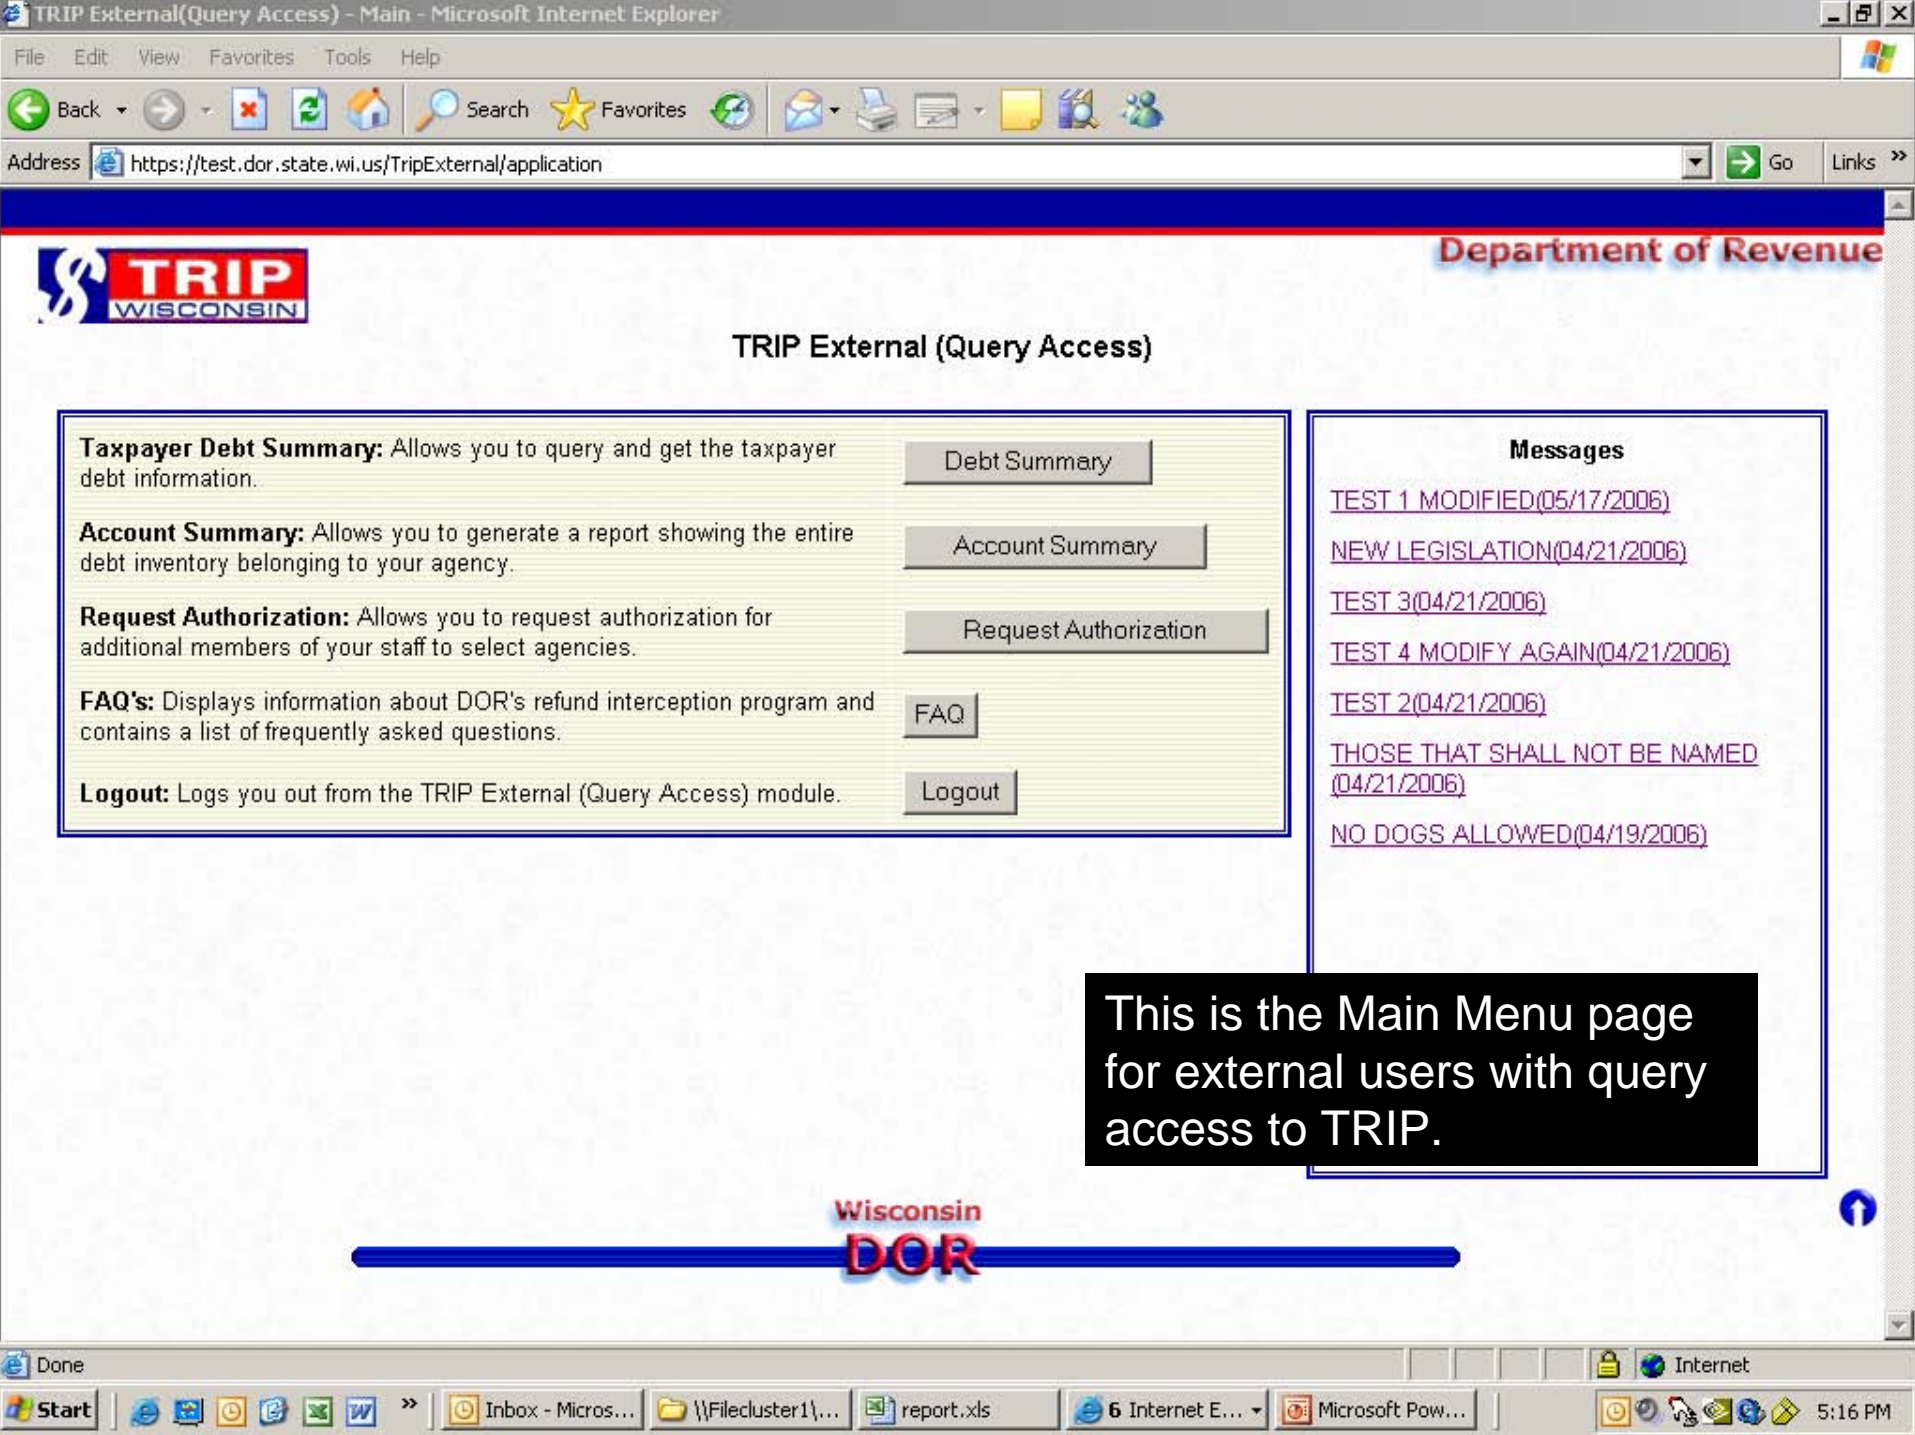 TRIP External(Query Access) - Main - Microsoft Internet Explorer
File Edit View Favorites Tools Help
Back Search Favorites
Address https://test.dor.state.wi.us/TripExternal/application Go Links »
Department of Revenue
TRIP
WISCONSIN
TRIP External (Query Access)
Taxpayer Debt Summary: Allows you to query and get the taxpayer
debt information.
Debt Summary
Account Summary: Allows you to generate a report showing the entire
debt inventory belonging to your agency.
Account Summary
Request Authorization: Allows you to request authorization for
additional members of your staff to select agencies.
Request Authorization
FAQ's: Displays information about DOR's refund interception program and
contains a list of frequently asked questions.
FAQ
Logout: Logs you out from the TRIP External (Query Access) module.
Logout
Messages
TEST 1 MODIFIED(05/17/2006)
NEW LEGISLATION(04/21/2006)
TEST 3(04/21/2006)
TEST 4 MODIFY AGAIN(04/21/2006)
TEST 2(04/21/2006)
THOSE THAT SHALL NOT BE NAMED
(04/21/2006)
NO DOGS ALLOWED(04/19/2006)
This is the Main Menu page
for external users with query
access to TRIP.
Wisconsin
DOR
Done Internet
Start » Inbox - Micros... \\Filecluster1\... report.xls 6 Internet E... Microsoft Pow... 5:16 PM